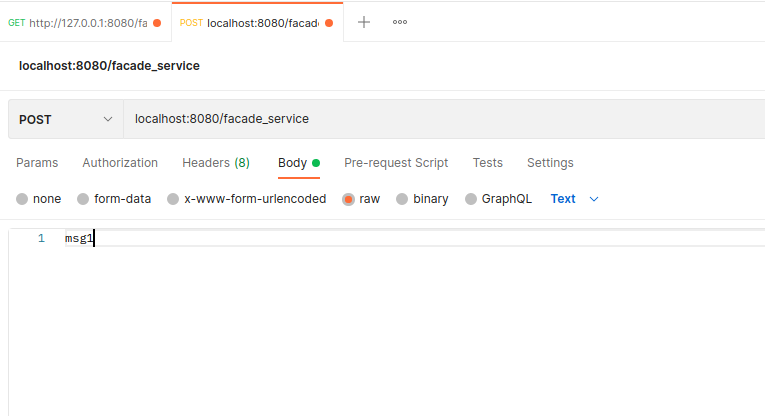 GET http://127.0.0.1:8080/fa POST localhost:8080/facade
localhost:8080/facade_service
POST localhost:8080/facade_service
Params Authorization Headers (8) Body Pre-request Script Tests Settings
none form-data x-www-form-urlencoded raw binary GraphQL Text
1 msg1